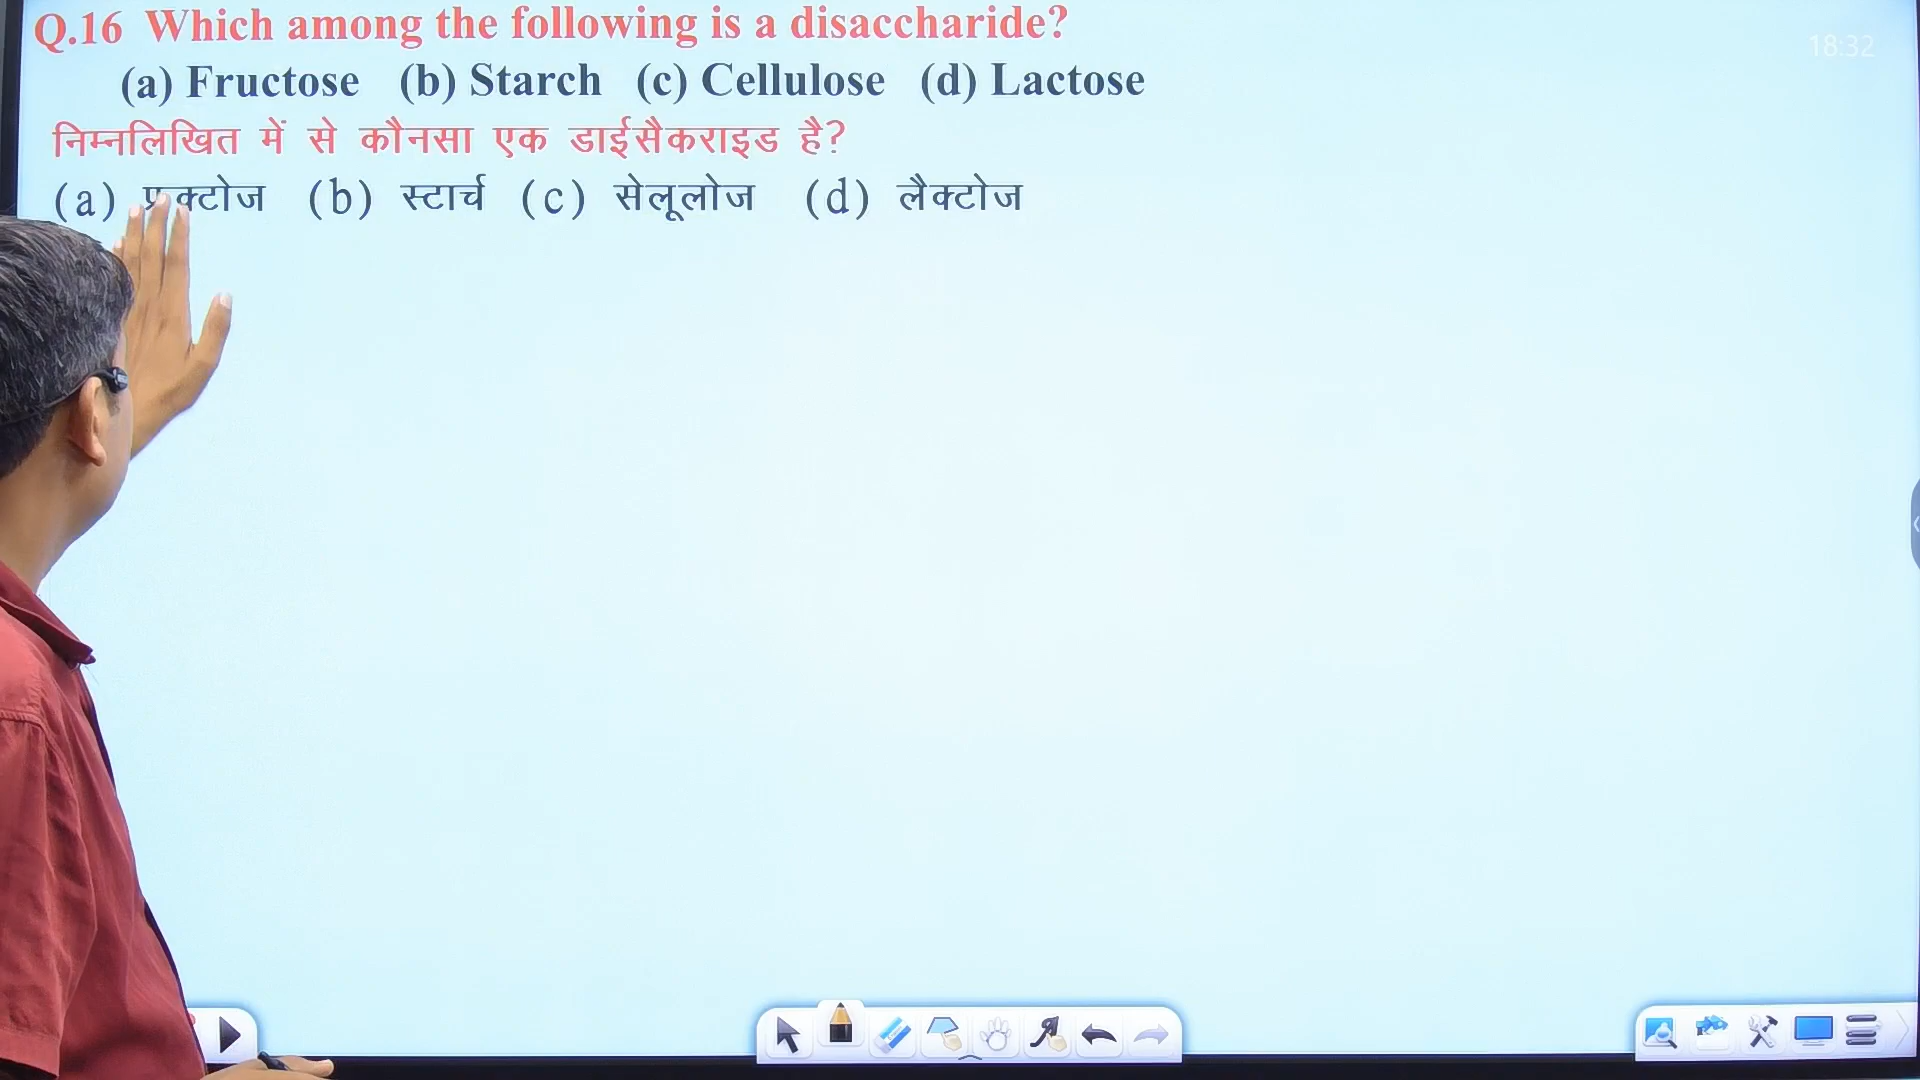 Q.16 Which among the following is a disaccharide?
(a) Fructose (b) Starch (c) Cellulose (d) Lactose
निम्नलिखित में से कौनसा एक डाईसैकराइड है?
(a) फ्रक्टोज (b) स्टार्च (c) सेलूलोज (d) लैक्टोज
18:32